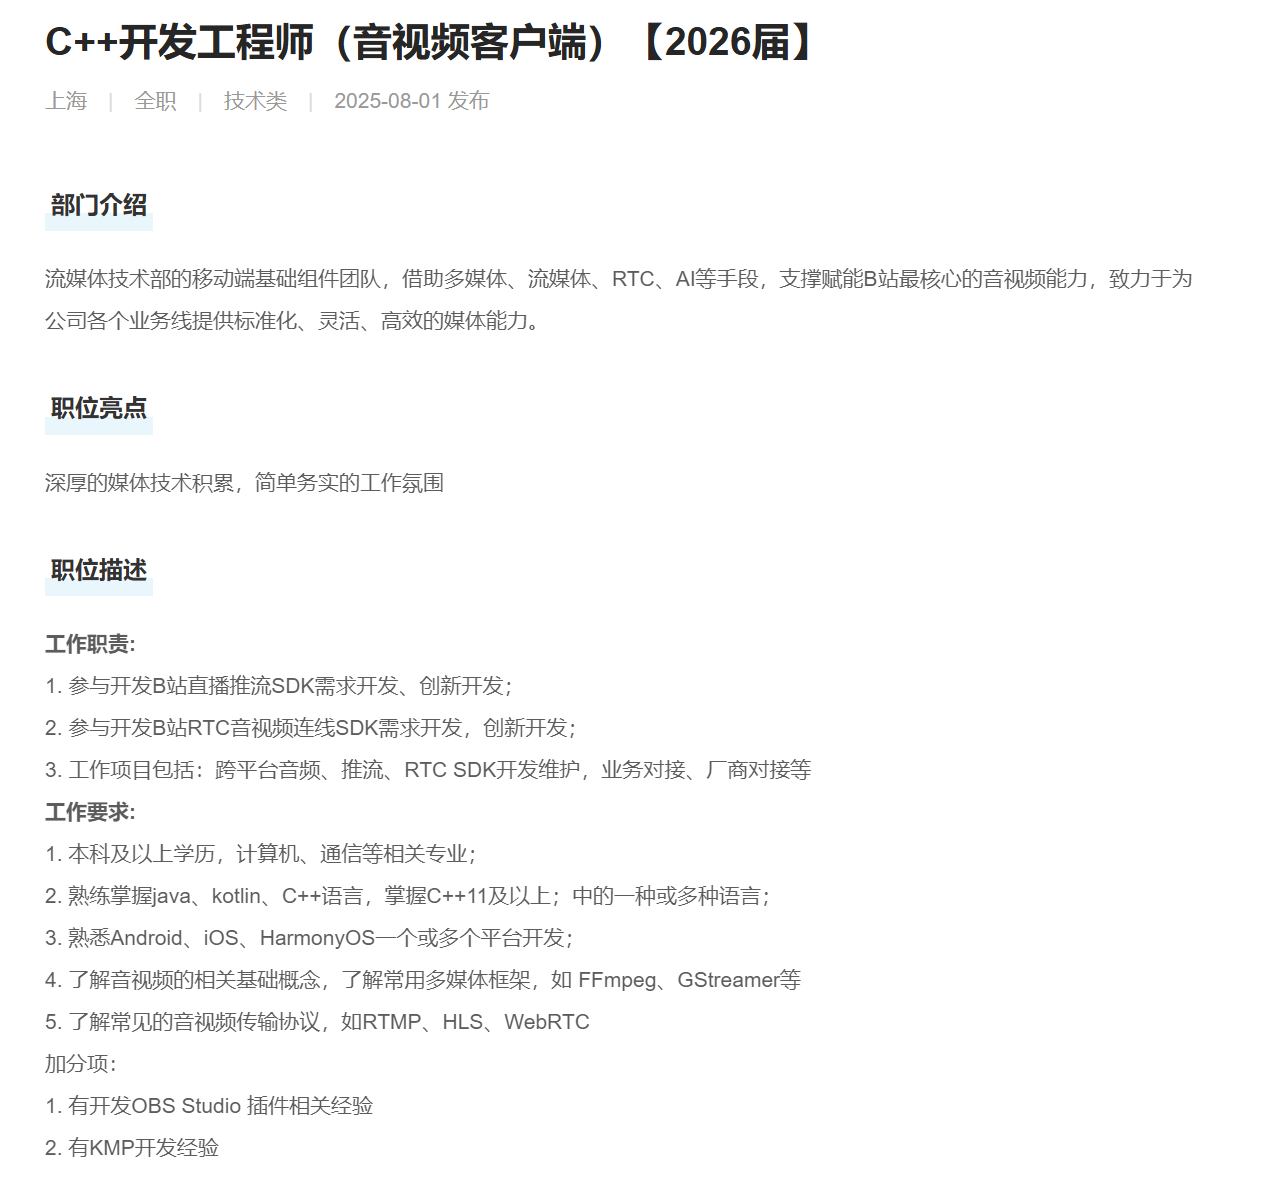 C++开发工程师（音视频客户端）【2026届】
上海 | 全职 | 技术类 | 2025-08-01 发布
部门介绍
流媒体技术部的移动端基础组件团队，借助多媒体、流媒体、RTC、AI等手段，支撑赋能B站最核心的音视频能力，致力于为
公司各个业务线提供标准化、灵活、高效的媒体能力。
职位亮点
深厚的媒体技术积累，简单务实的工作氛围
职位描述
工作职责:
1. 参与开发B站直播推流SDK需求开发、创新开发；
2. 参与开发B站RTC音视频连线SDK需求开发，创新开发；
3. 工作项目包括：跨平台音频、推流、RTC SDK开发维护，业务对接、厂商对接等
工作要求:
1. 本科及以上学历，计算机、通信等相关专业；
2. 熟练掌握java、kotlin、C++语言，掌握C++11及以上；中的一种或多种语言；
3. 熟悉Android、iOS、HarmonyOS一个或多个平台开发；
4. 了解音视频的相关基础概念，了解常用多媒体框架，如 FFmpeg、GStreamer等
5. 了解常见的音视频传输协议，如RTMP、HLS、WebRTC
加分项：
1. 有开发OBS Studio 插件相关经验
2. 有KMP开发经验